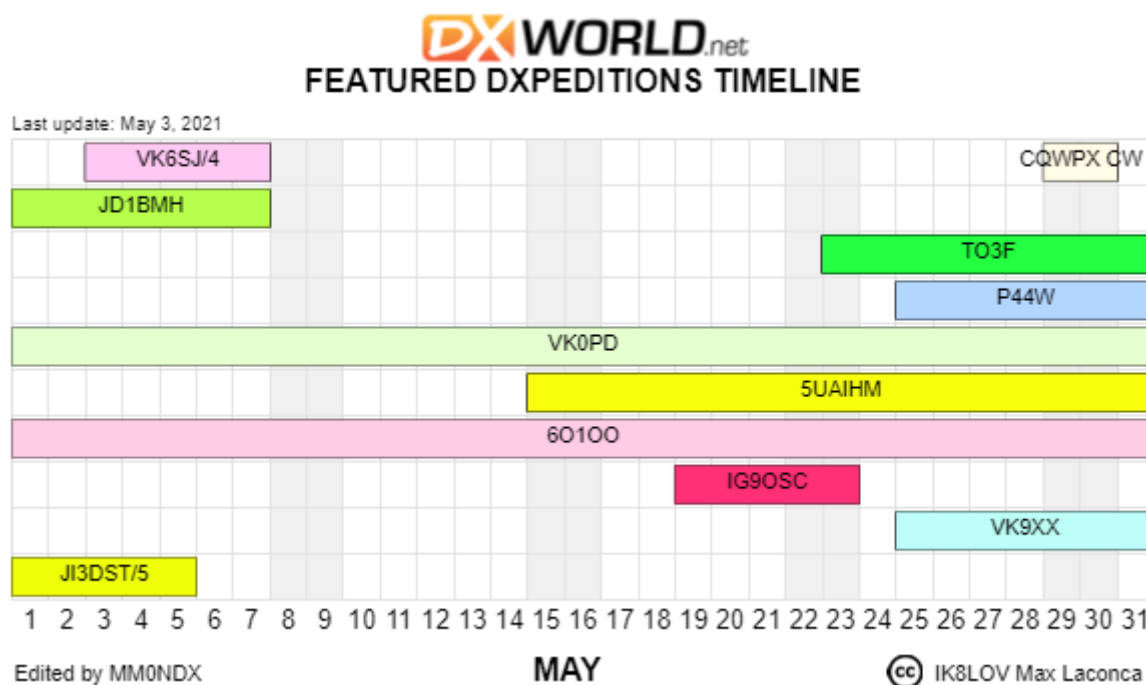 DX WORLD.net
FEATURED DXPEDITIONS TIMELINE
Last update: May 3, 2021
VK6SJ/4 CQWPX CW
JD1BMH
TO3F
P44W
VK0PD
5UAIHM
6O1OO
IG9OSC
VK9XX
JI3DST/5
1 2 3 4 5 6 7 8 9 10 11 12 13 14 15 16 17 18 19 20 21 22 23 24 25 26 27 28 29 30 31
Edited by MM0NDX MAY cc IK8LOV Max Laconca